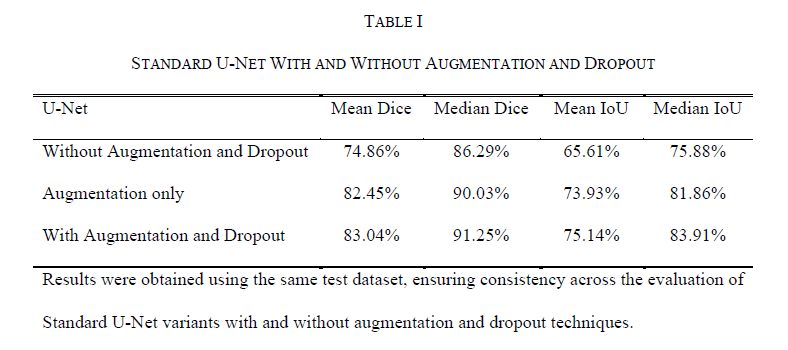 TABLE I
STANDARD U-NET WITH AND WITHOUT AUGMENTATION AND DROPOUT
U-Net Mean Dice Median Dice Mean IoU Median IoU
Without Augmentation and Dropout 74.86% 86.29% 65.61% 75.88%
Augmentation only 82.45% 90.03% 73.93% 81.86%
With Augmentation and Dropout 83.04% 91.25% 75.14% 83.91%
Results were obtained using the same test dataset, ensuring consistency across the evaluation of
Standard U-Net variants with and without augmentation and dropout techniques.